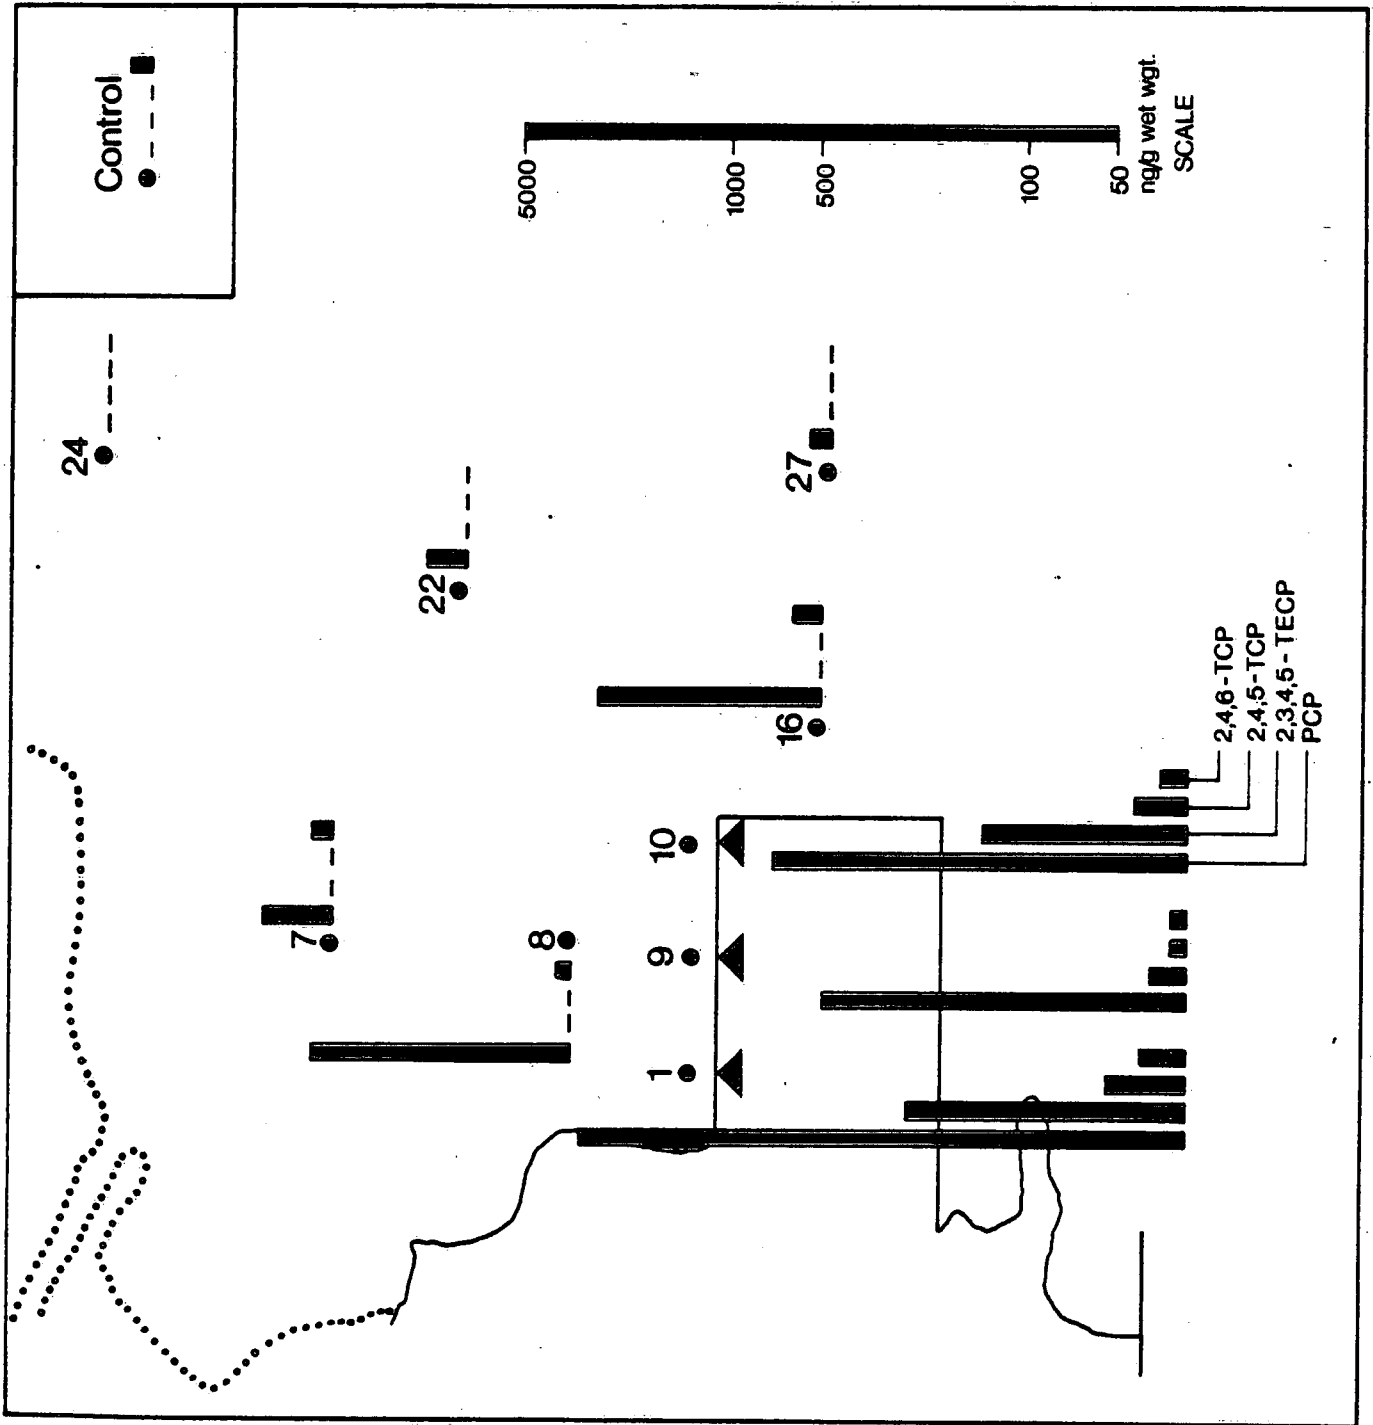 Control
24
22
27
16
7
8
10
9
1
5000
1000
500
100
50
ng/g wet wgt.
SCALE
2,4,6-TCP
2,4,5-TCP
2,3,4,5-TECP
PCP